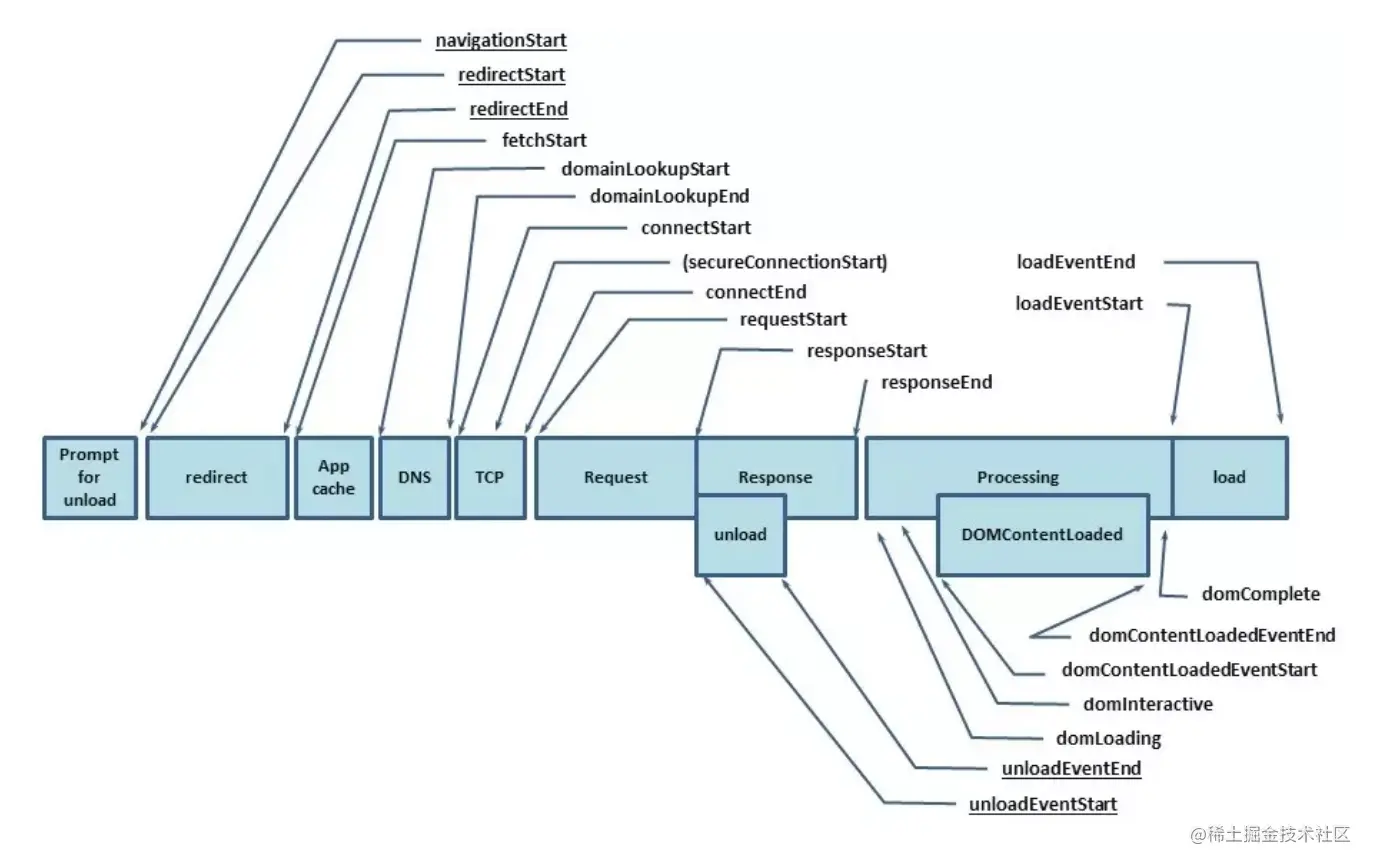 navigationStart
redirectStart
redirectEnd
fetchStart
domainLookupStart
domainLookupEnd
connectStart
(secureConnectionStart)
connectEnd
requestStart
responseStart
responseEnd
loadEventEnd
loadEventStart
Prompt
for
unload
redirect
App
cache
DNS
TCP
Request
Response
Processing
load
unload
DOMContentLoaded
domComplete
domContentLoadedEventEnd
domContentLoadedEventStart
domInteractive
domLoading
unloadEventEnd
unloadEventStart
@稀土掘金技术社区